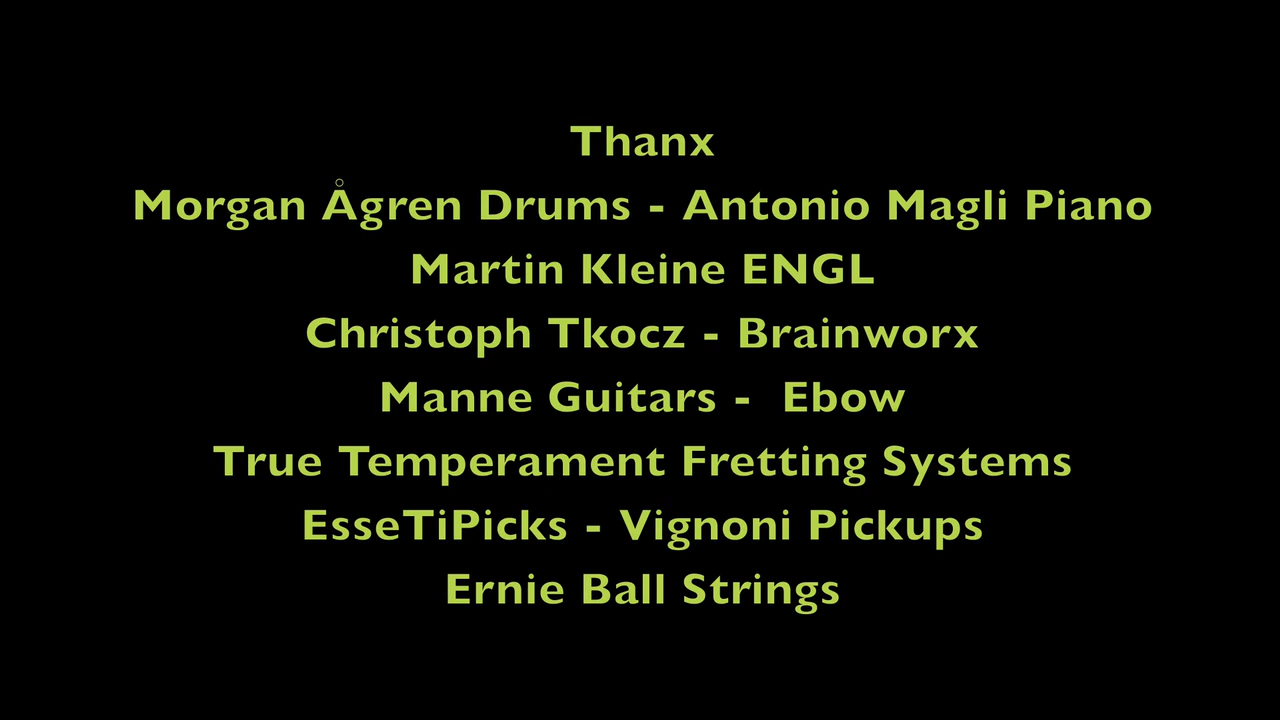 Thanx
Morgan Ågren Drums - Antonio Magli Piano
Martin Kleine ENGL
Christoph Tkocz - Brainworx
Manne Guitars -  Ebow
True Temperament Fretting Systems
EsseTiPicks - Vignoni Pickups
Ernie Ball Strings